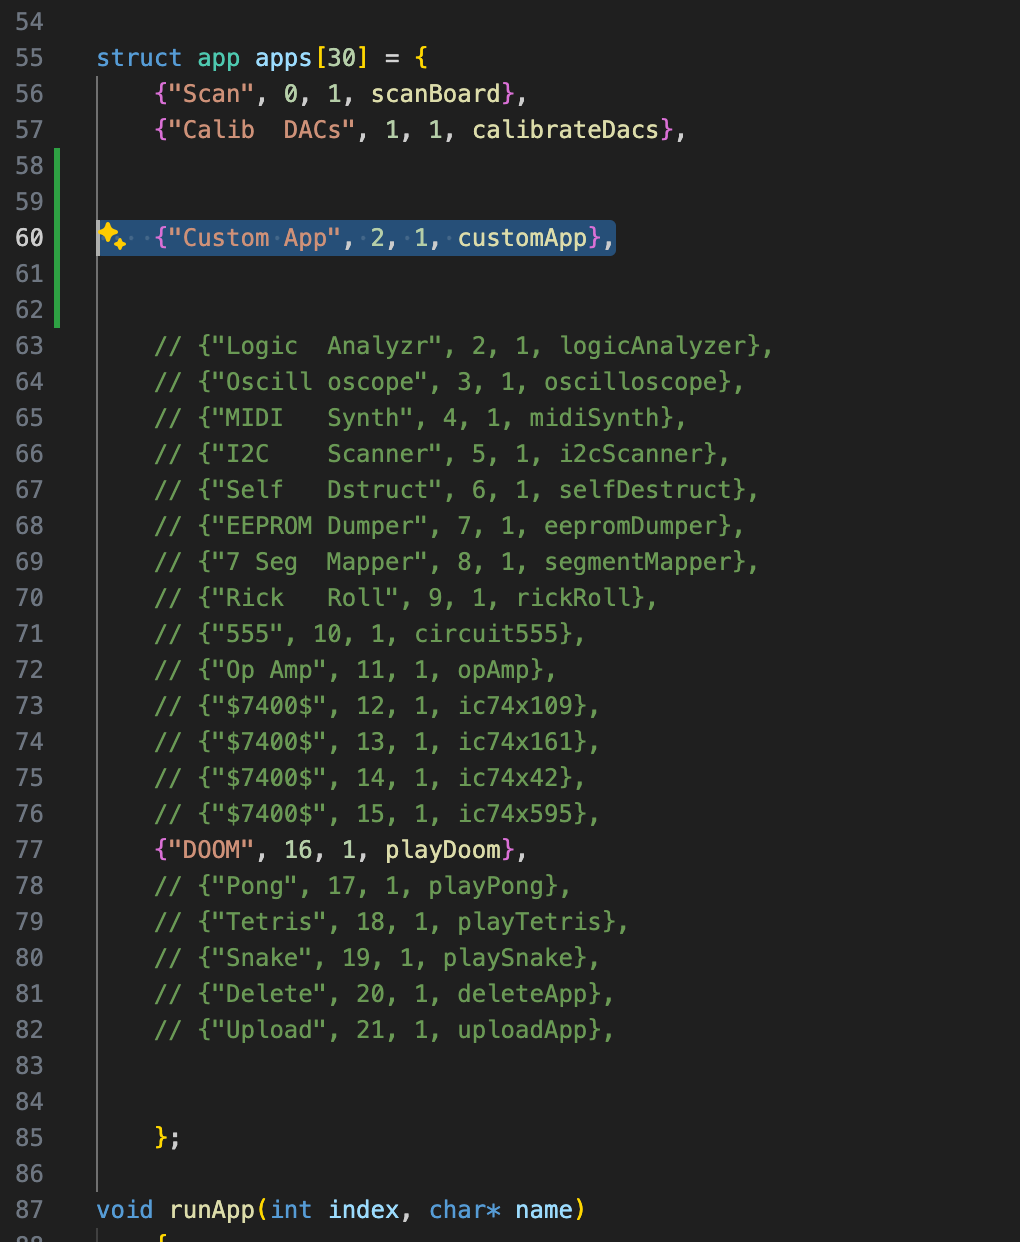 54
55 struct app apps[30] = {
56     {"Scan", 0, 1, scanBoard},
57     {"Calib  DACs", 1, 1, calibrateDacs},
58
59
60     {"Custom App", 2, 1, customApp},
61
62
63     // {"Logic  Analyzr", 2, 1, logicAnalyzer},
64     // {"Oscill oscope", 3, 1, oscilloscope},
65     // {"MIDI   Synth", 4, 1, midiSynth},
66     // {"I2C    Scanner", 5, 1, i2cScanner},
67     // {"Self   Dstruct", 6, 1, selfDestruct},
68     // {"EEPROM Dumper", 7, 1, eepromDumper},
69     // {"7 Seg  Mapper", 8, 1, segmentMapper},
70     // {"Rick   Roll", 9, 1, rickRoll},
71     // {"555", 10, 1, circuit555},
72     // {"Op Amp", 11, 1, opAmp},
73     // {"$7400$", 12, 1, ic74x109},
74     // {"$7400$", 13, 1, ic74x161},
75     // {"$7400$", 14, 1, ic74x42},
76     // {"$7400$", 15, 1, ic74x595},
77     {"DOOM", 16, 1, playDoom},
78     // {"Pong", 17, 1, playPong},
79     // {"Tetris", 18, 1, playTetris},
80     // {"Snake", 19, 1, playSnake},
81     // {"Delete", 20, 1, deleteApp},
82     // {"Upload", 21, 1, uploadApp},
83
84
85     };
86
87 void runApp(int index, char* name)